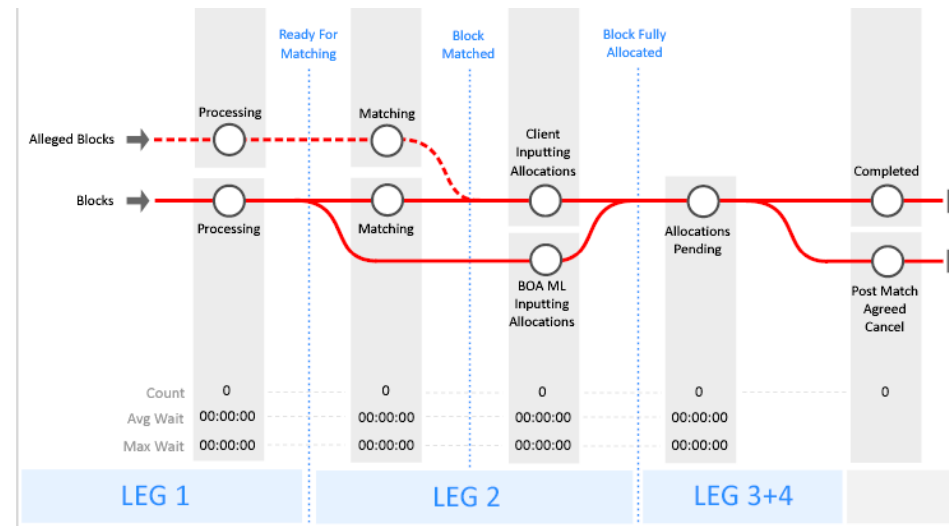 Ready For
Matching
Block
Matched
Block Fully
Allocated
Processing
Matching
Client
Inputting
Allocations
Alleged Blocks
Completed
Blocks
Processing
Matching
Allocations
Pending
BOA ML
Inputting
Allocations
Post Match
Agreed
Cancel
Count 0 0 0 0 0
Avg Wait 00:00:00 00:00:00 00:00:00 00:00:00
Max Wait 00:00:00 00:00:00 00:00:00 00:00:00
LEG 1 LEG 2 LEG 3+4